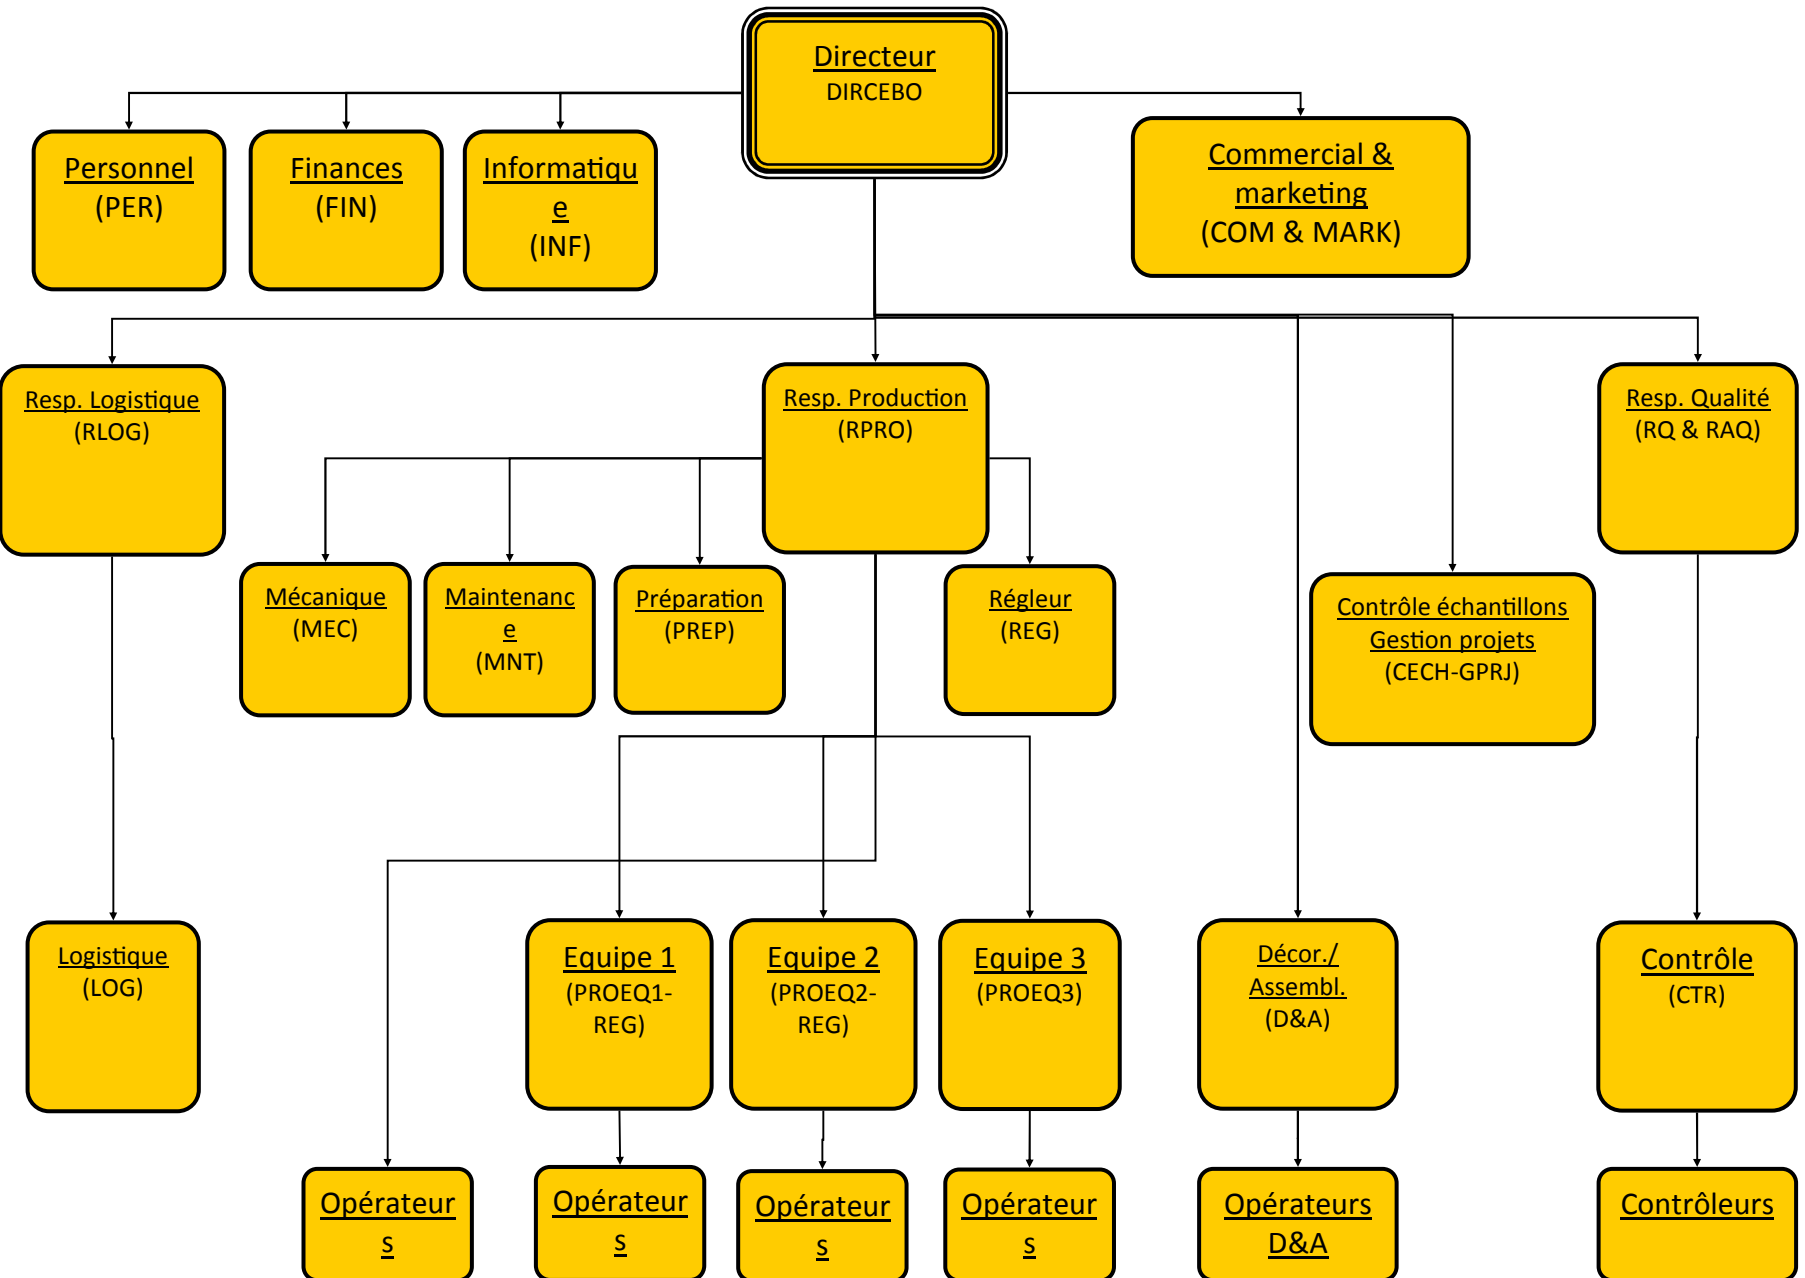 Directeur
DIRCEBO
Personnel
(PER)
Finances
(FIN)
Informatiqu
e
(INF)
Commercial &
marketing
(COM & MARK)
Resp. Logistique
(RLOG)
Resp. Production
(RPRO)
Resp. Qualité
(RQ & RAQ)
Mécanique
(MEC)
Maintenanc
e
(MNT)
Préparation
(PREP)
Régleur
(REG)
Contrôle échantillons
Gestion projets
(CECH-GPRJ)
Logistique
(LOG)
Equipe 1
(PROEQ1-
REG)
Equipe 2
(PROEQ2-
REG)
Equipe 3
(PROEQ3)
Décor./
Assembl.
(D&A)
Contrôle
(CTR)
Opérateur
s
Opérateur
s
Opérateur
s
Opérateur
s
Opérateurs
D&A
Contrôleurs